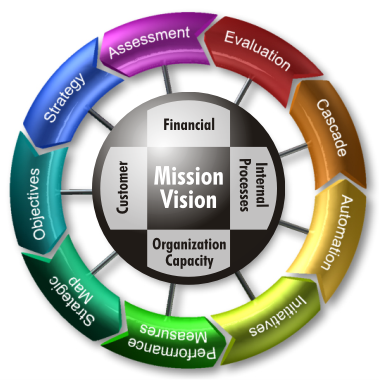 Assessment
Evaluation
Cascade
Automation
Initiatives
Performance
Measures
Strategic
Map
Objectives
Strategy
Financial
Customer
Mission
Vision
Internal
Processes
Organization
Capacity